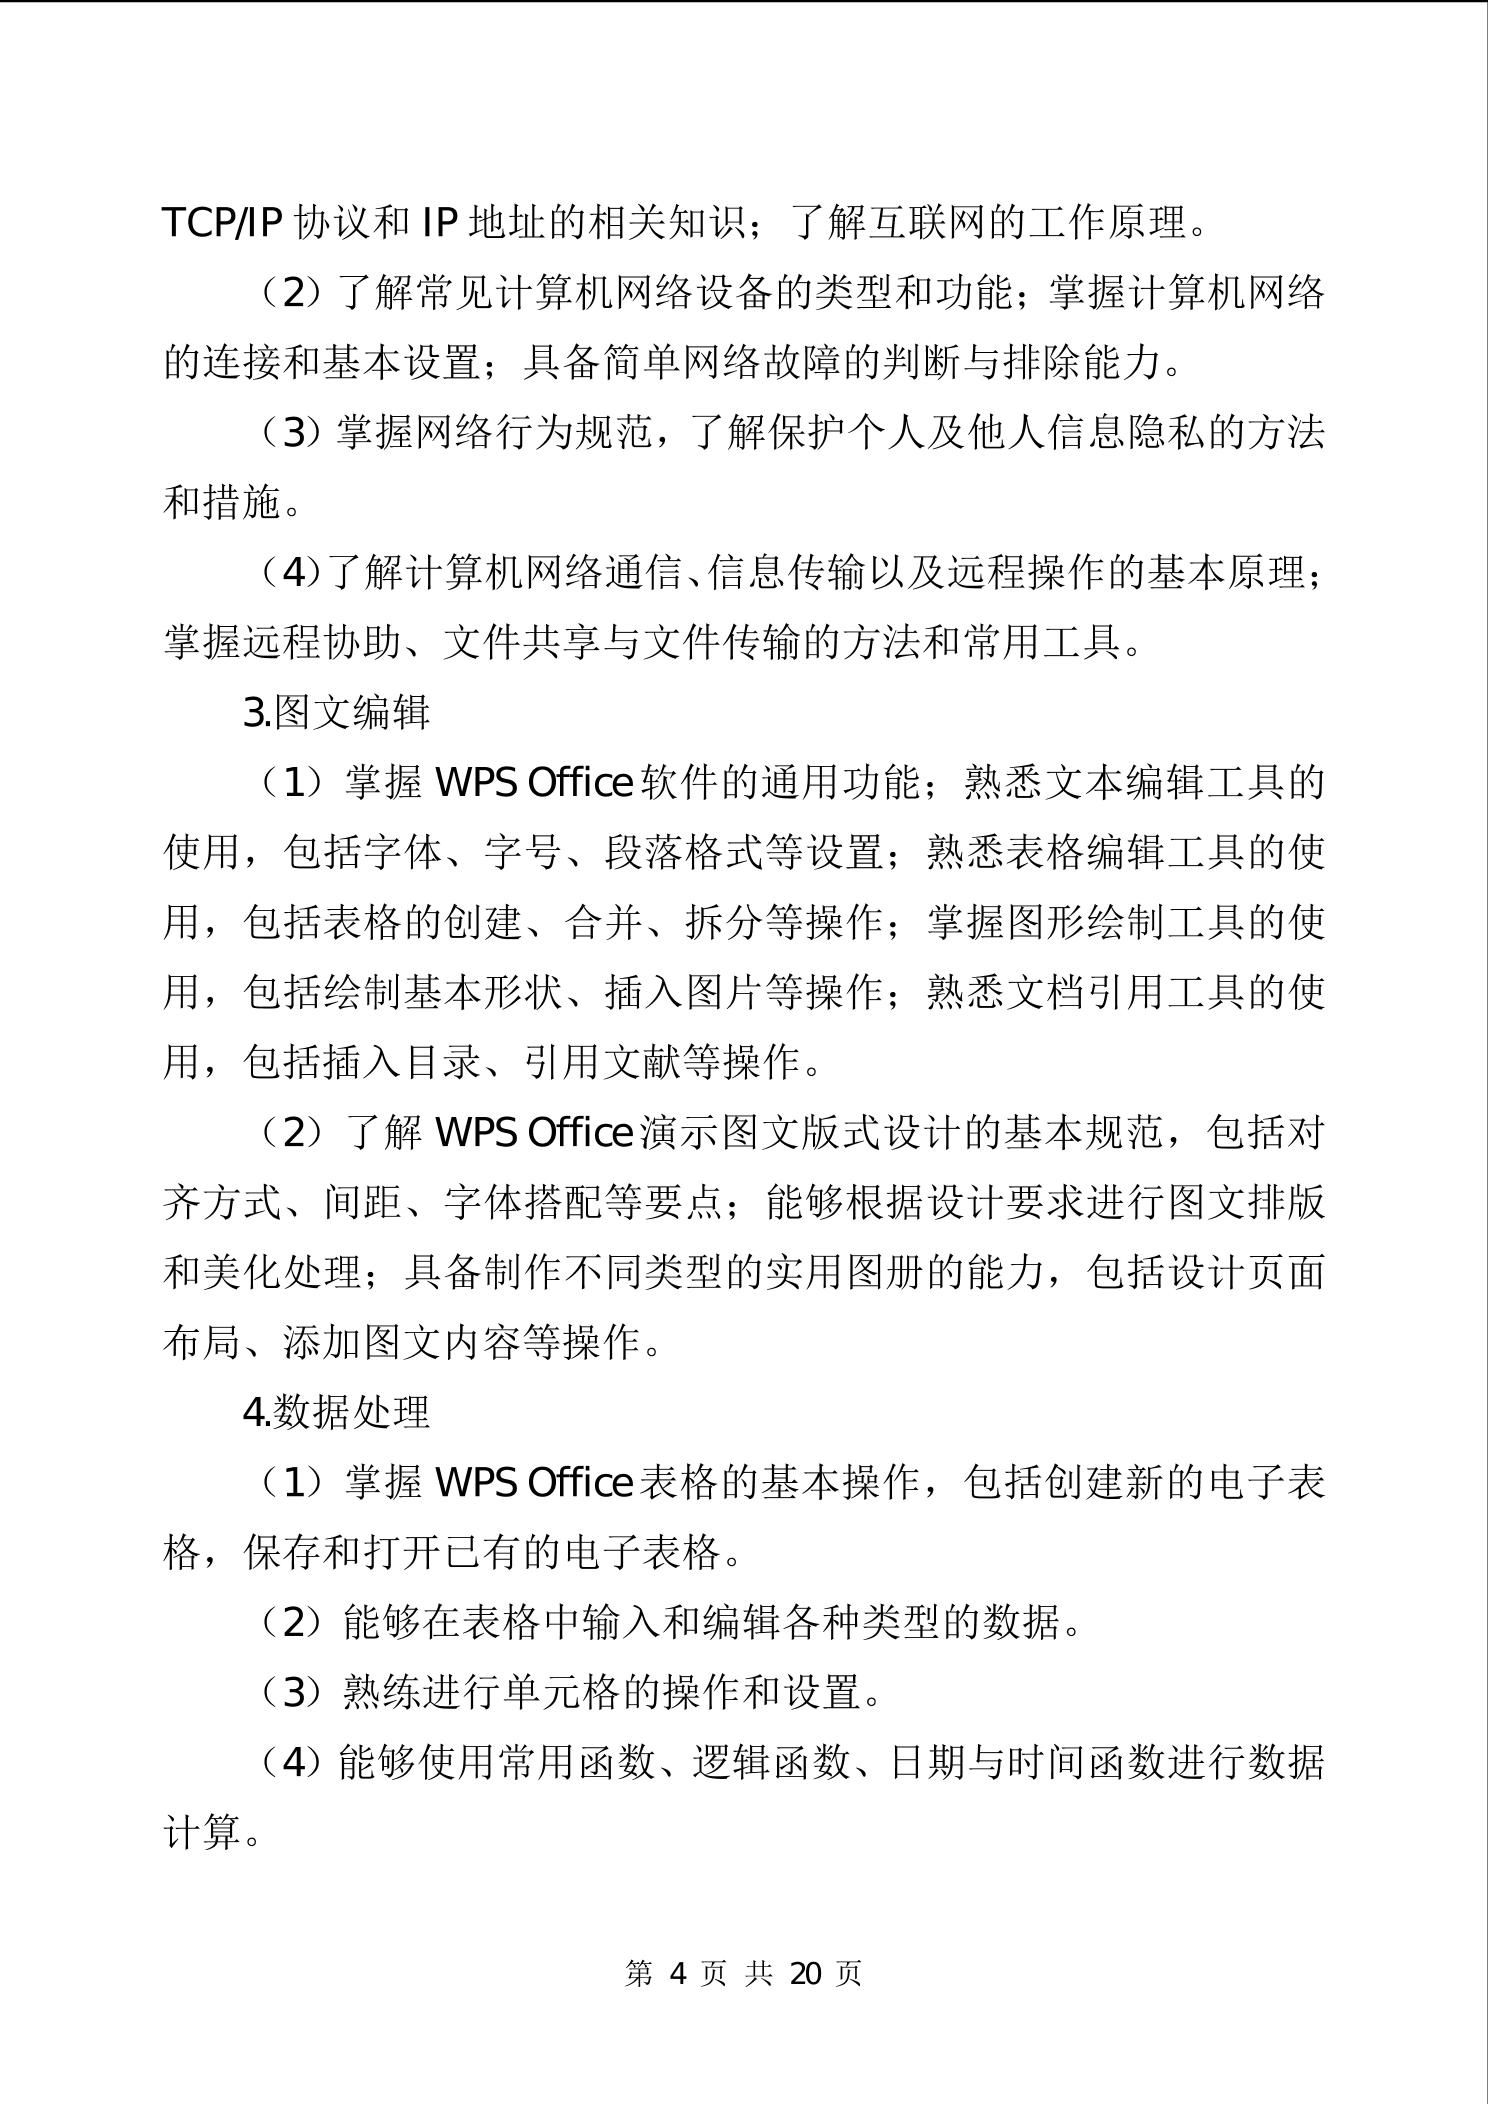 TCP/IP 协议和 IP 地址的相关知识；了解互联网的工作原理。
（2）了解常见计算机网络设备的类型和功能；掌握计算机网络
的连接和基本设置；具备简单网络故障的判断与排除能力。
（3）掌握网络行为规范，了解保护个人及他人信息隐私的方法
和措施。
（4）了解计算机网络通信、信息传输以及远程操作的基本原理；
掌握远程协助、文件共享与文件传输的方法和常用工具。
3.图文编辑
（1）掌握 WPS Office 软件的通用功能；熟悉文本编辑工具的
使用，包括字体、字号、段落格式等设置；熟悉表格编辑工具的使
用，包括表格的创建、合并、拆分等操作；掌握图形绘制工具的使
用，包括绘制基本形状、插入图片等操作；熟悉文档引用工具的使
用，包括插入目录、引用文献等操作。
（2）了解 WPS Office 演示图文版式设计的基本规范，包括对
齐方式、间距、字体搭配等要点；能够根据设计要求进行图文排版
和美化处理；具备制作不同类型的实用图册的能力，包括设计页面
布局、添加图文内容等操作。
4.数据处理
（1）掌握 WPS Office 表格的基本操作，包括创建新的电子表
格，保存和打开已有的电子表格。
（2）能够在表格中输入和编辑各种类型的数据。
（3）熟练进行单元格的操作和设置。
（4）能够使用常用函数、逻辑函数、日期与时间函数进行数据
计算。
第 4 页 共 20 页